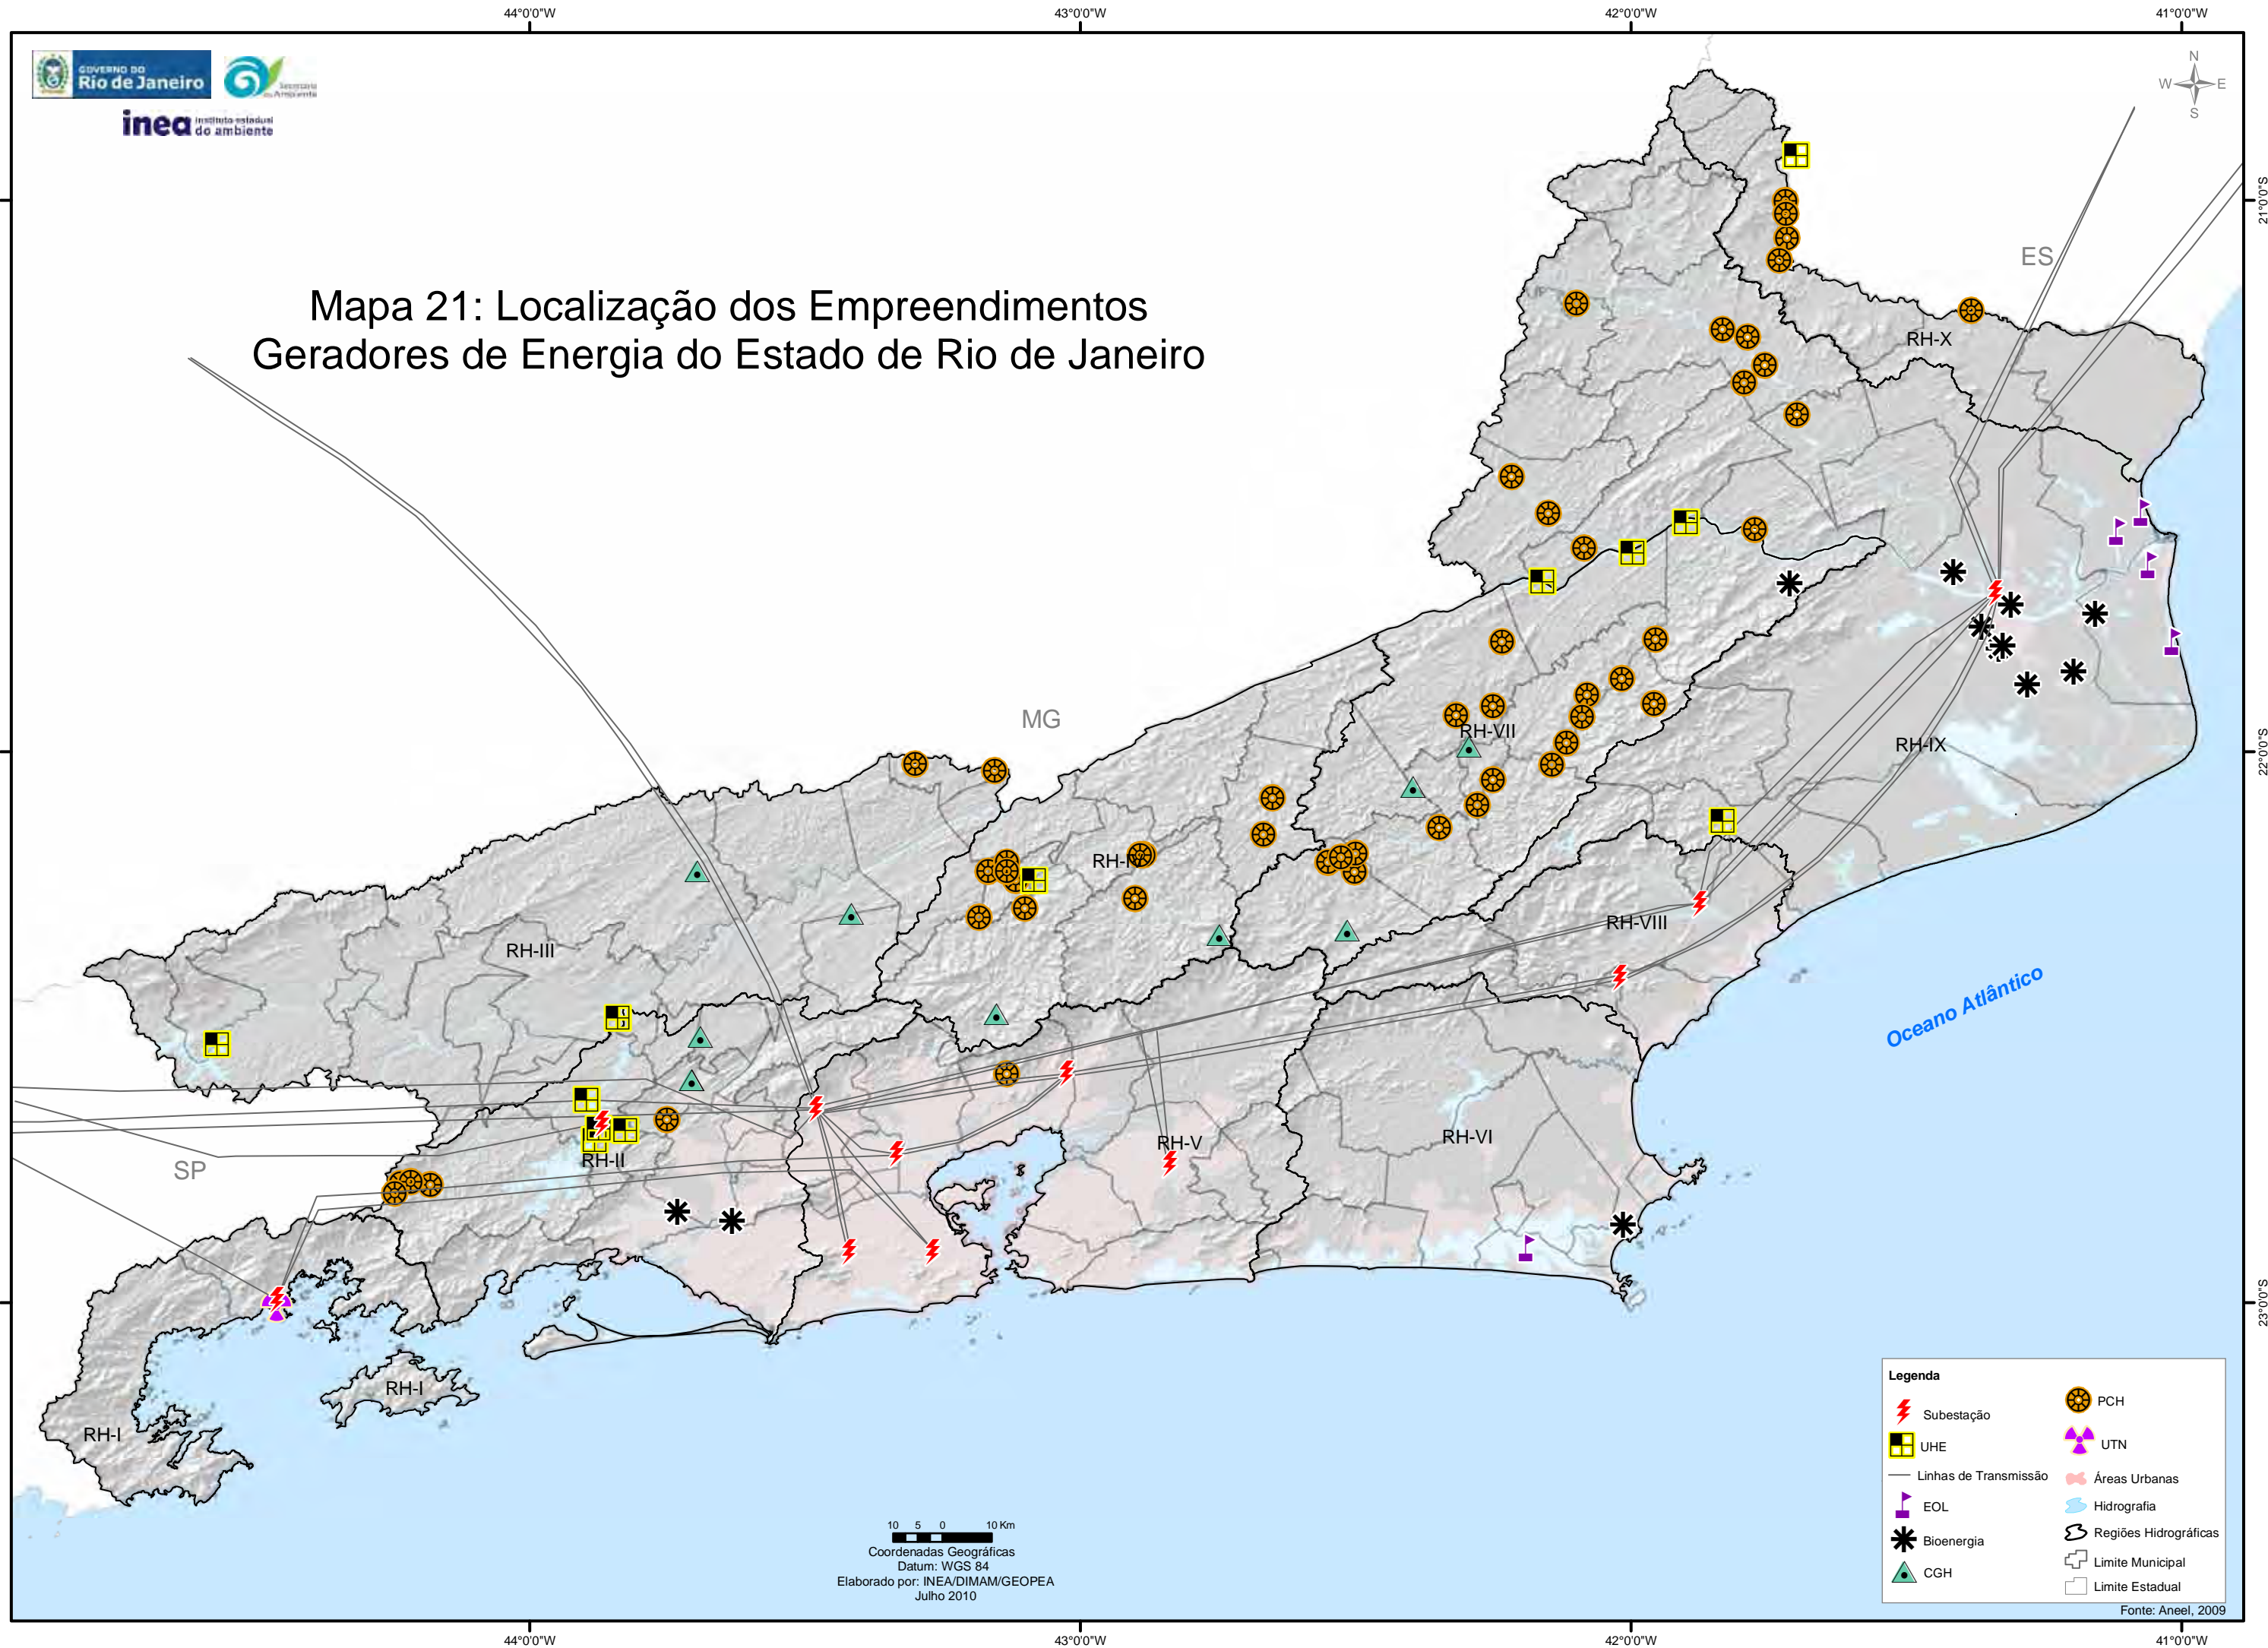 44°0'0"W
43°0'0"W
42°0'0"W
41°0'0"W
GOVERNO DO
Rio de Janeiro
Secretaria
do Ambiente
inea instituto estadual
do ambiente
N
W E
S
21°0'0"S
ES
Mapa 21: Localização dos Empreendimentos
Geradores de Energia do Estado de Rio de Janeiro
RH-X
MG
RH-VII
RH-IX
22°0'0"S
RH-IV
RH-III
RH-VIII
Oceano Atlântico
RH-VI
RH-V
RH-II
SP
23°0'0"S
RH-I
RH-I
Legenda
Subestação
UHE
Linhas de Transmissão
EOL
Bioenergia
CGH
PCH
UTN
Áreas Urbanas
Hidrografia
Regiões Hidrográficas
Limite Municipal
Limite Estadual
Fonte: Aneel, 2009
10 5 0 10 Km
Coordenadas Geográficas
Datum: WGS 84
Elaborado por: INEA/DIMAM/GEOPEA
Julho 2010
44°0'0"W
43°0'0"W
42°0'0"W
41°0'0"W